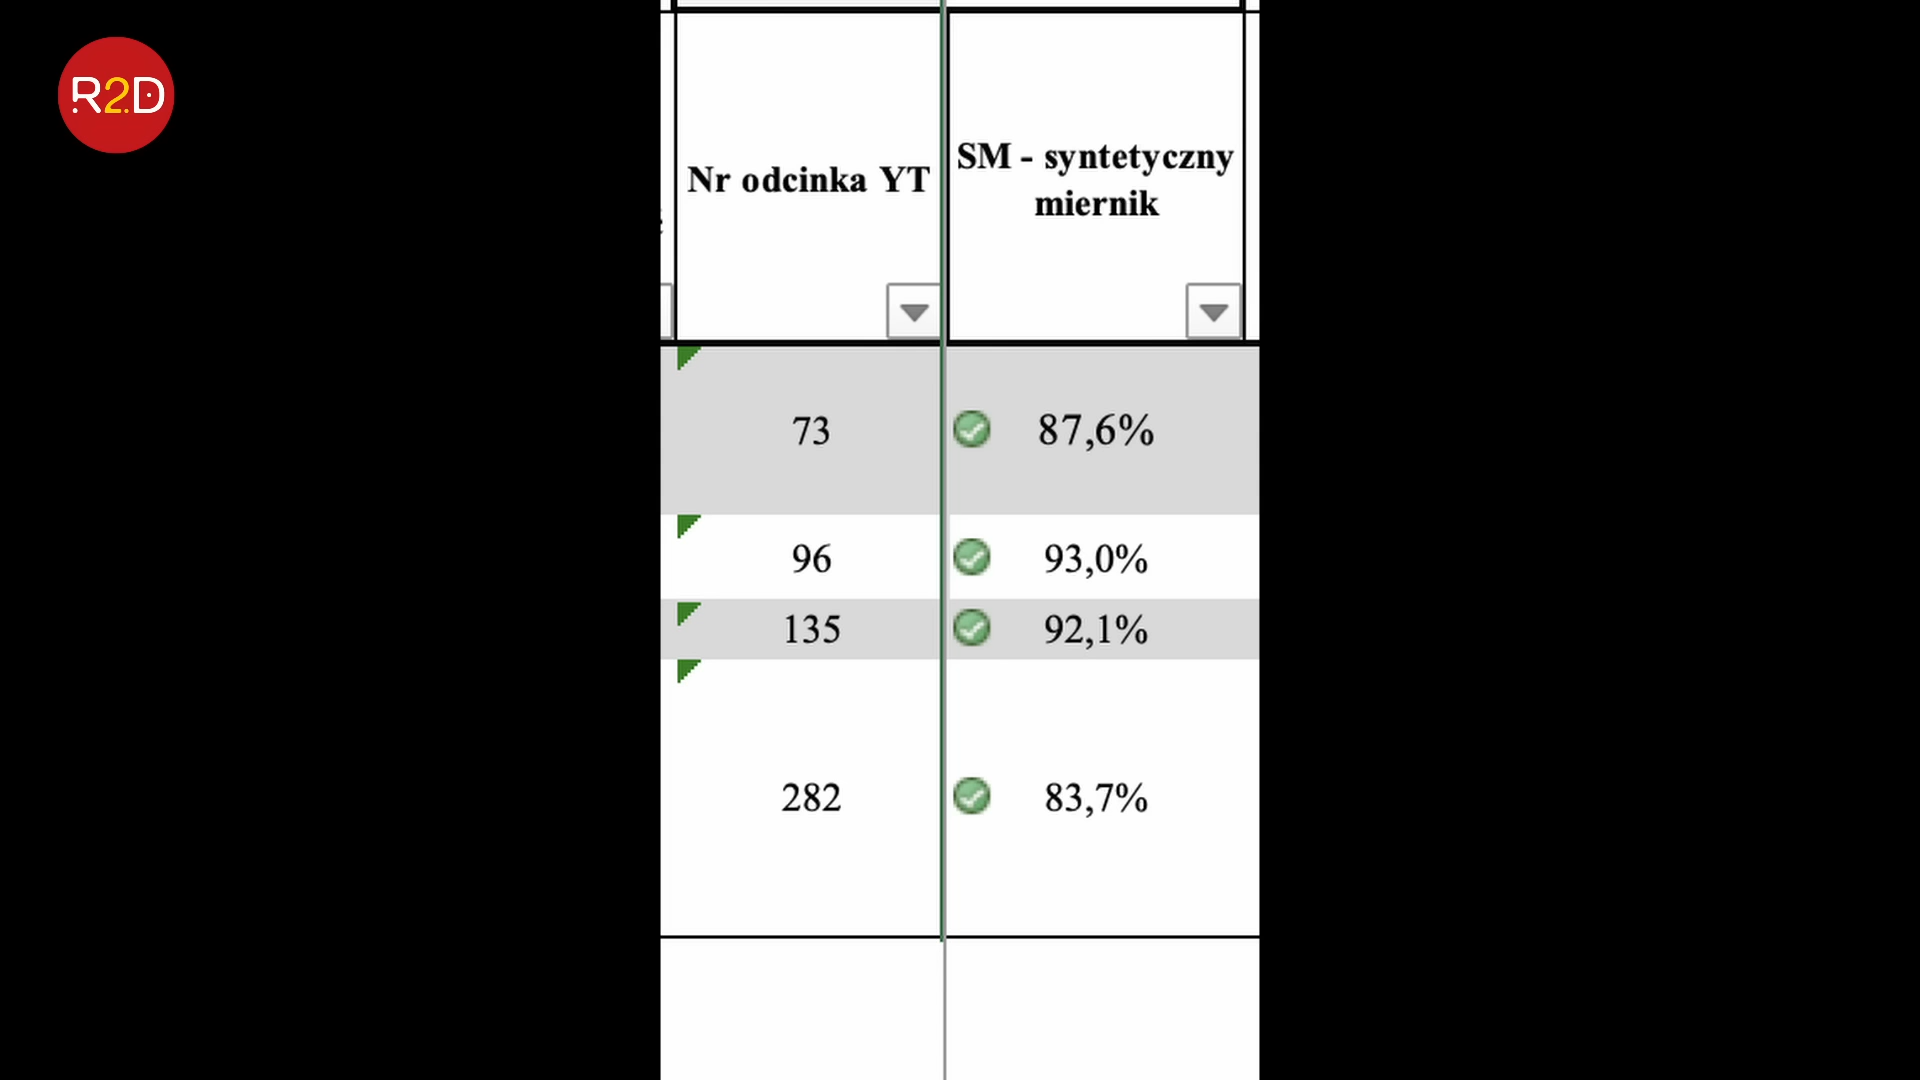 R2D
Nr odcinka YT
SM - syntetyczny
miernik
73 87,6%
96 93,0%
135 92,1%
282 83,7%